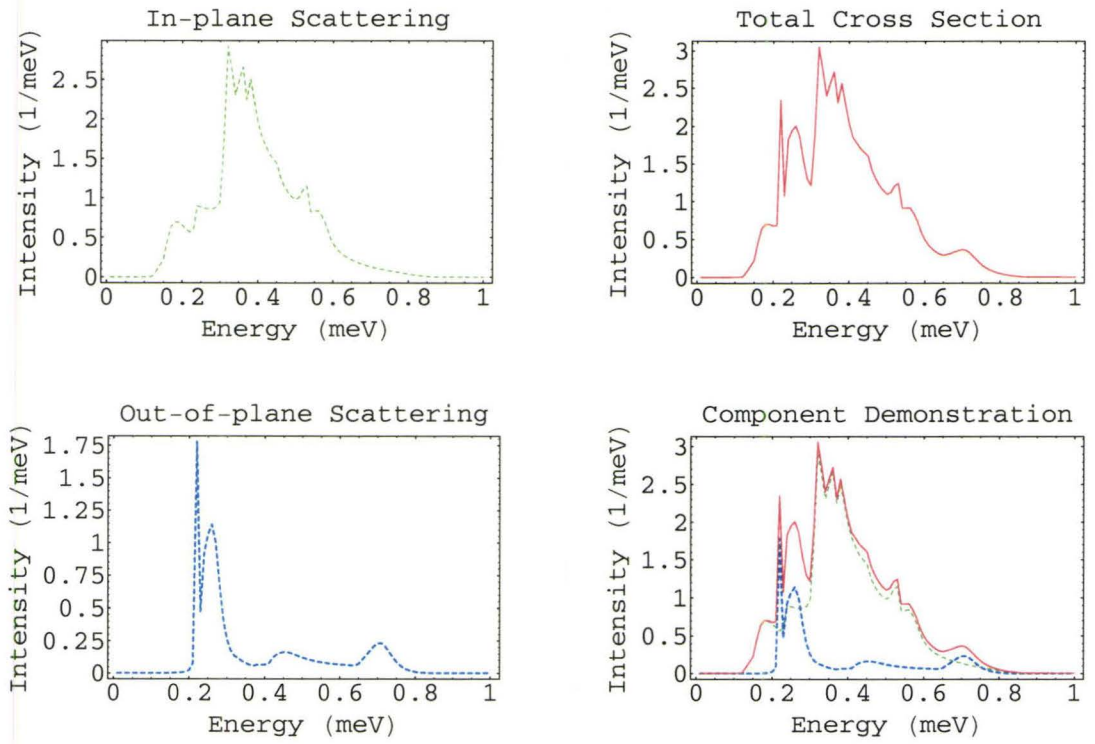 In-plane Scattering
Intensity (1/meV)
2.5
2
1.5
1
0.5
0
0 0.2 0.4 0.6 0.8 1
Energy (meV)
Total Cross Section
Intensity (1/meV)
3
2.5
2
1.5
1
0.5
0
0 0.2 0.4 0.6 0.8 1
Energy (meV)
Out-of-plane Scattering
Intensity (1/meV)
1.75
1.5
1.25
1
0.75
0.5
0.25
0
0 0.2 0.4 0.6 0.8 1
Energy (meV)
Component Demonstration
Intensity (1/meV)
3
2.5
2
1.5
1
0.5
0
0 0.2 0.4 0.6 0.8 1
Energy (meV)